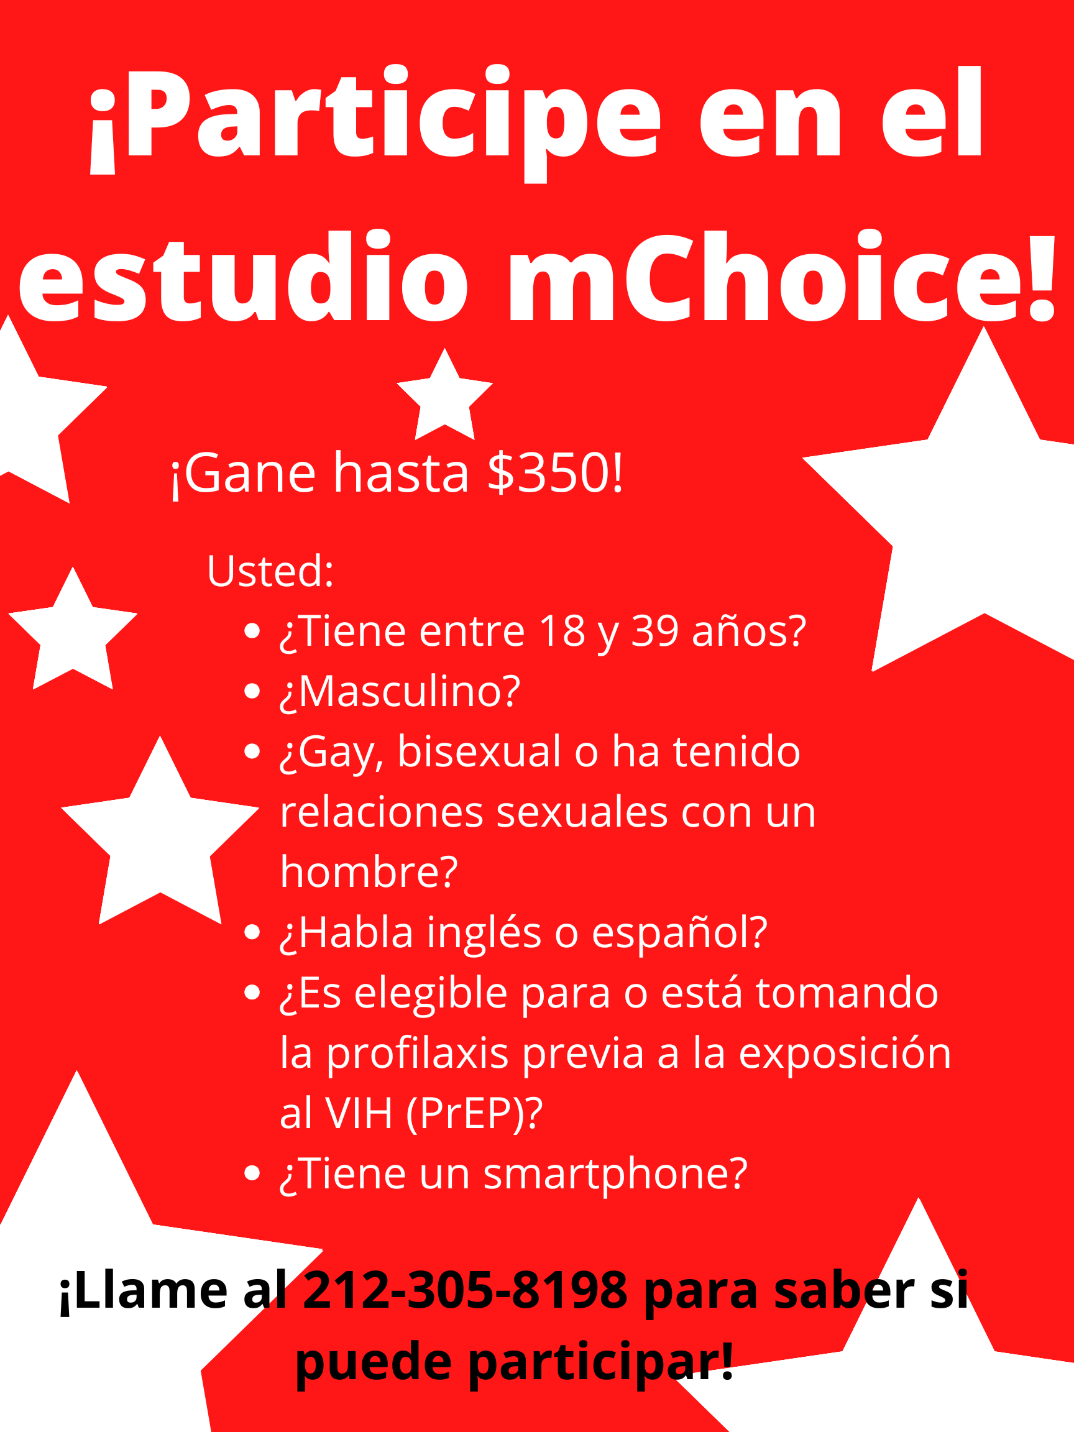 ¡Participe en el
estudio mChoice!
¡Gane hasta $350!
Usted:
• ¿Tiene entre 18 y 39 años?
• ¿Masculino?
• ¿Gay, bisexual o ha tenido
relaciones sexuales con un
hombre?
• ¿Habla inglés o español?
• ¿Es elegible para o está tomando
la profilaxis previa a la exposición
al VIH (PrEP)?
• ¿Tiene un smartphone?
¡Llame al 212-305-8198 para saber si
puede participar!